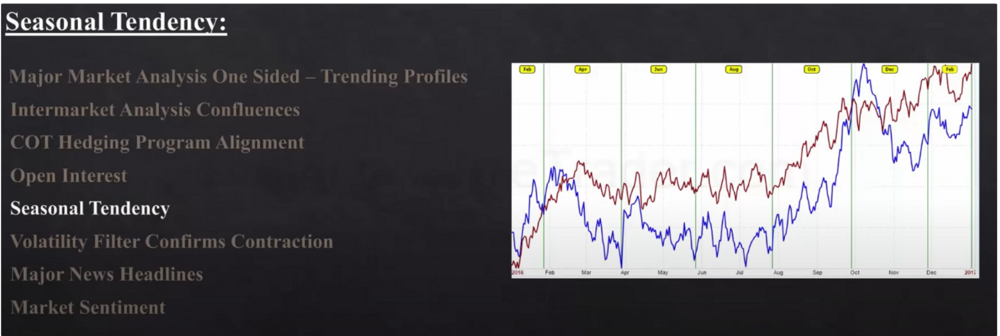 Seasonal Tendency:
Major Market Analysis One Sided – Trending Profiles
Intermarket Analysis Confluences
COT Hedging Program Alignment
Open Interest
Seasonal Tendency
Volatility Filter Confirms Contraction
Major News Headlines
Market Sentiment
Feb Apr Jun Aug Oct Dec Feb
2016 Feb Mar Apr May Jun Jul Aug Sep Oct Nov Dec 2017